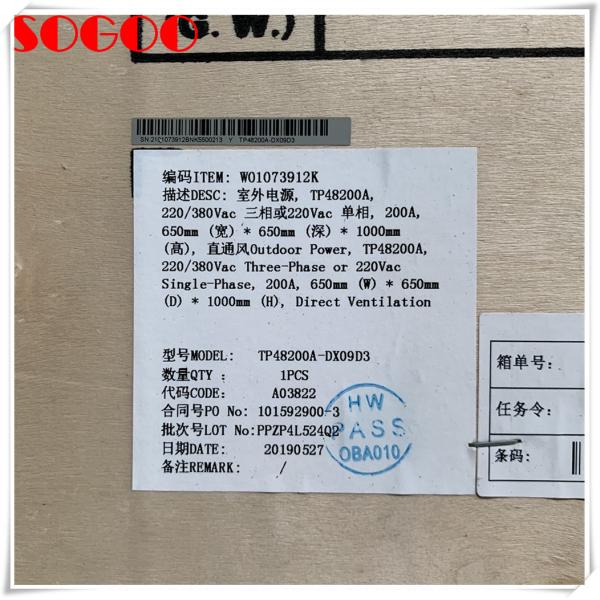 SOGOO
(G. W.)
SN:2101073912BNK5500213 Y TP48200A-DX09D3
编码ITEM: W01073912K
描述DESC: 室外电源, TP48200A,
220/380Vac 三相或220Vac 单相, 200A,
650mm (宽) * 650mm (深) * 1000mm
(高), 直通风Outdoor Power, TP48200A,
220/380Vac Three-Phase or 220Vac
Single-Phase, 200A, 650mm (W) * 650mm
(D) * 1000mm (H), Direct Ventilation
型号MODEL: TP48200A-DX09D3
数量QTY : 1PCS
代码CODE: A03822
合同号PO No: 101592900-3
批次号LOT No:PPZP4L524Q2
日期DATE: 20190527
备注REMARK: /
HW
PASS
OBA010
箱单号:
任务令:
条码: